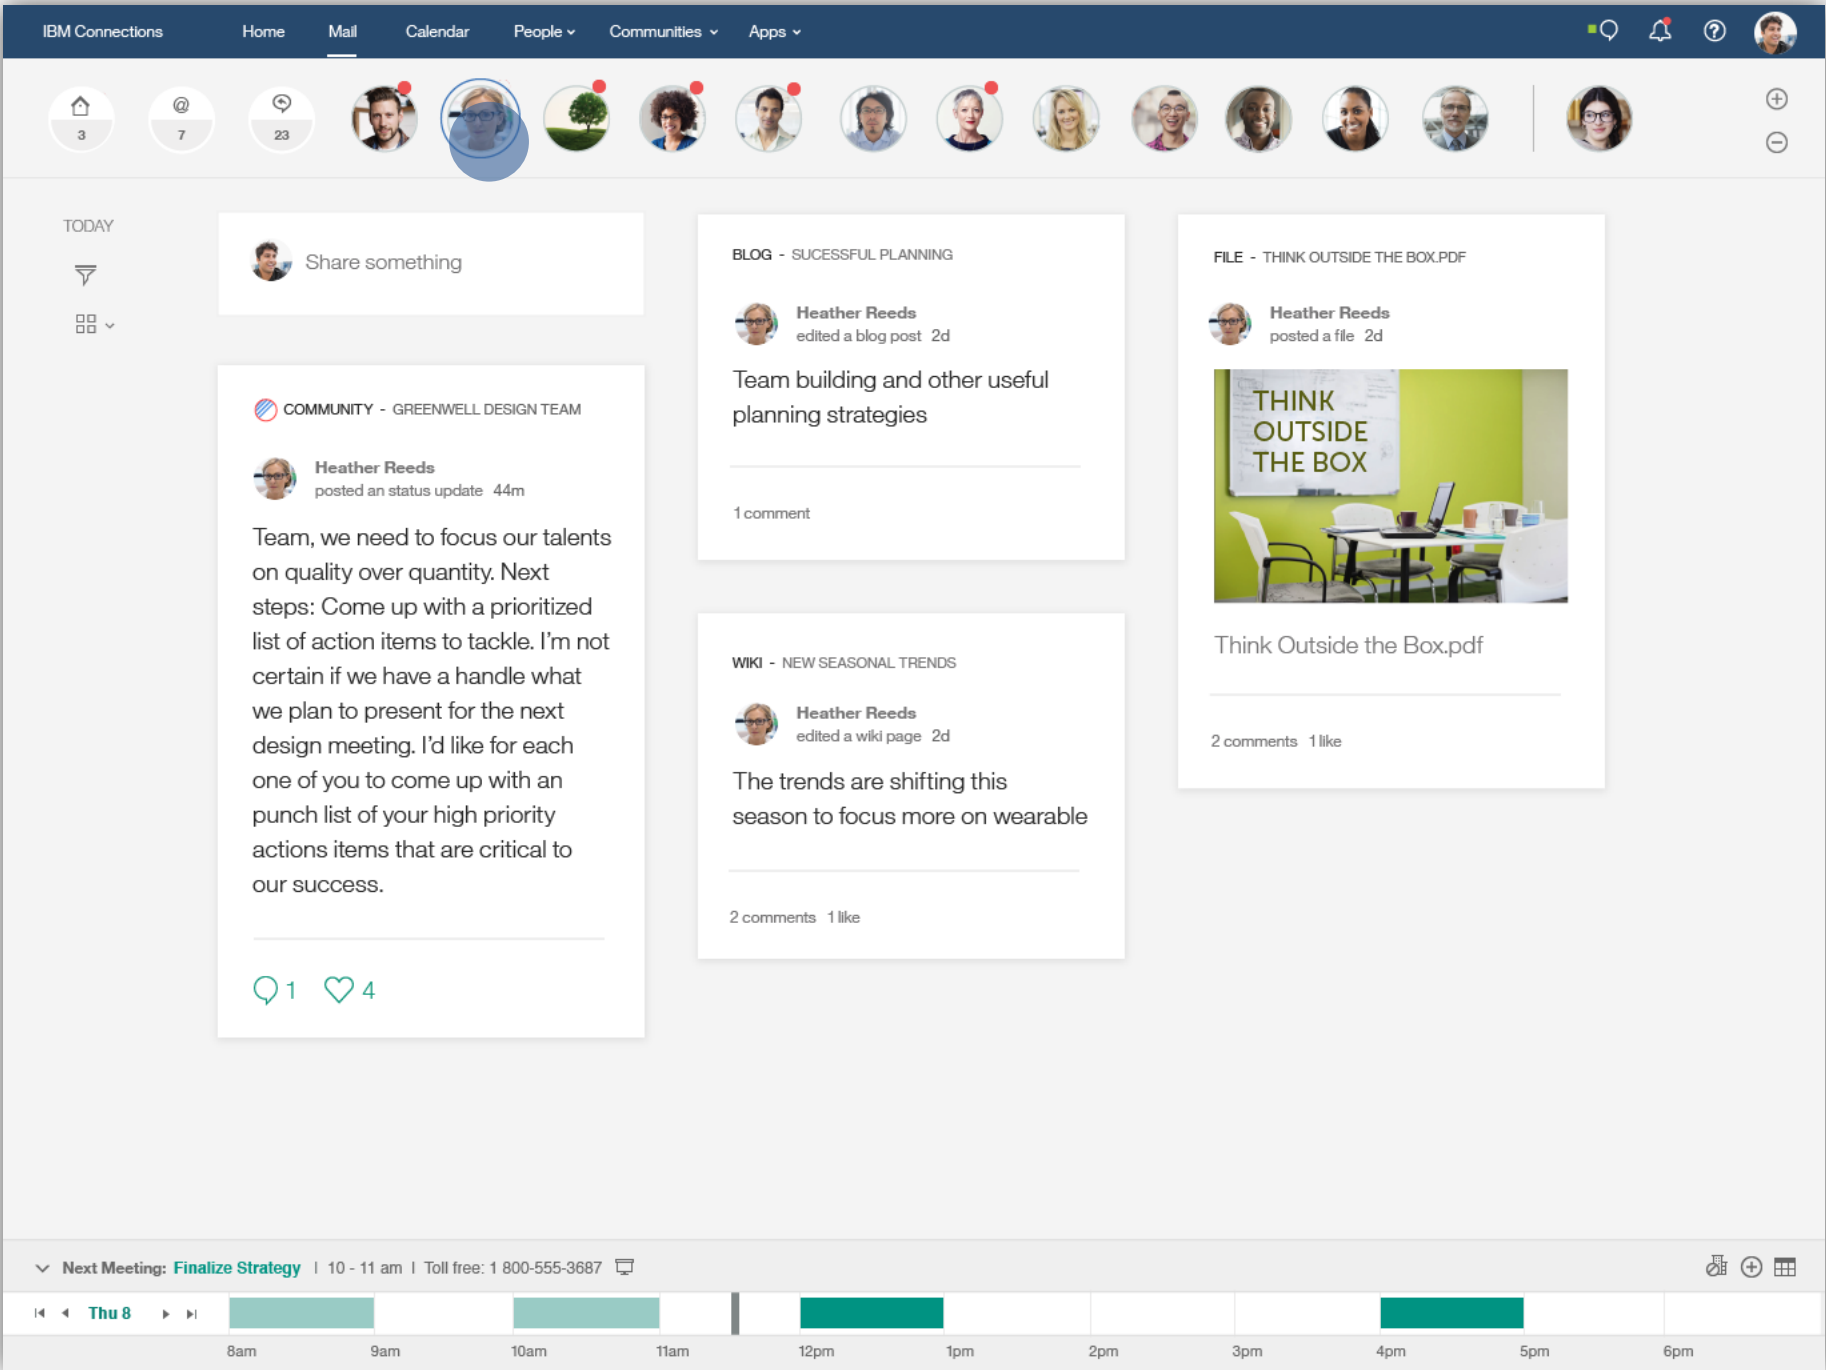 IBM Connections
Home
Mail
Calendar
People
Communities
Apps
3
@
7
23
TODAY
Share something
COMMUNITY - GREENWELL DESIGN TEAM
Heather Reeds
posted an status update 44m
Team, we need to focus our talents
on quality over quantity. Next
steps: Come up with a prioritized
list of action items to tackle. I'm not
certain if we have a handle what
we plan to present for the next
design meeting. I'd like for each
one of you to come up with an
punch list of your high priority
actions items that are critical to
our success.
1
4
BLOG - SUCESSFUL PLANNING
Heather Reeds
edited a blog post 2d
Team building and other useful
planning strategies
1 comment
WIKI - NEW SEASONAL TRENDS
Heather Reeds
edited a wiki page 2d
The trends are shifting this
season to focus more on wearable
2 comments 1 like
FILE - THINK OUTSIDE THE BOX.PDF
Heather Reeds
posted a file 2d
THINK
OUTSIDE
THE BOX
Think Outside the Box.pdf
2 comments 1 like
Next Meeting: Finalize Strategy | 10 - 11 am | Toll free: 1 800-555-3687
Thu 8
8am
9am
10am
11am
12pm
1pm
2pm
3pm
4pm
5pm
6pm